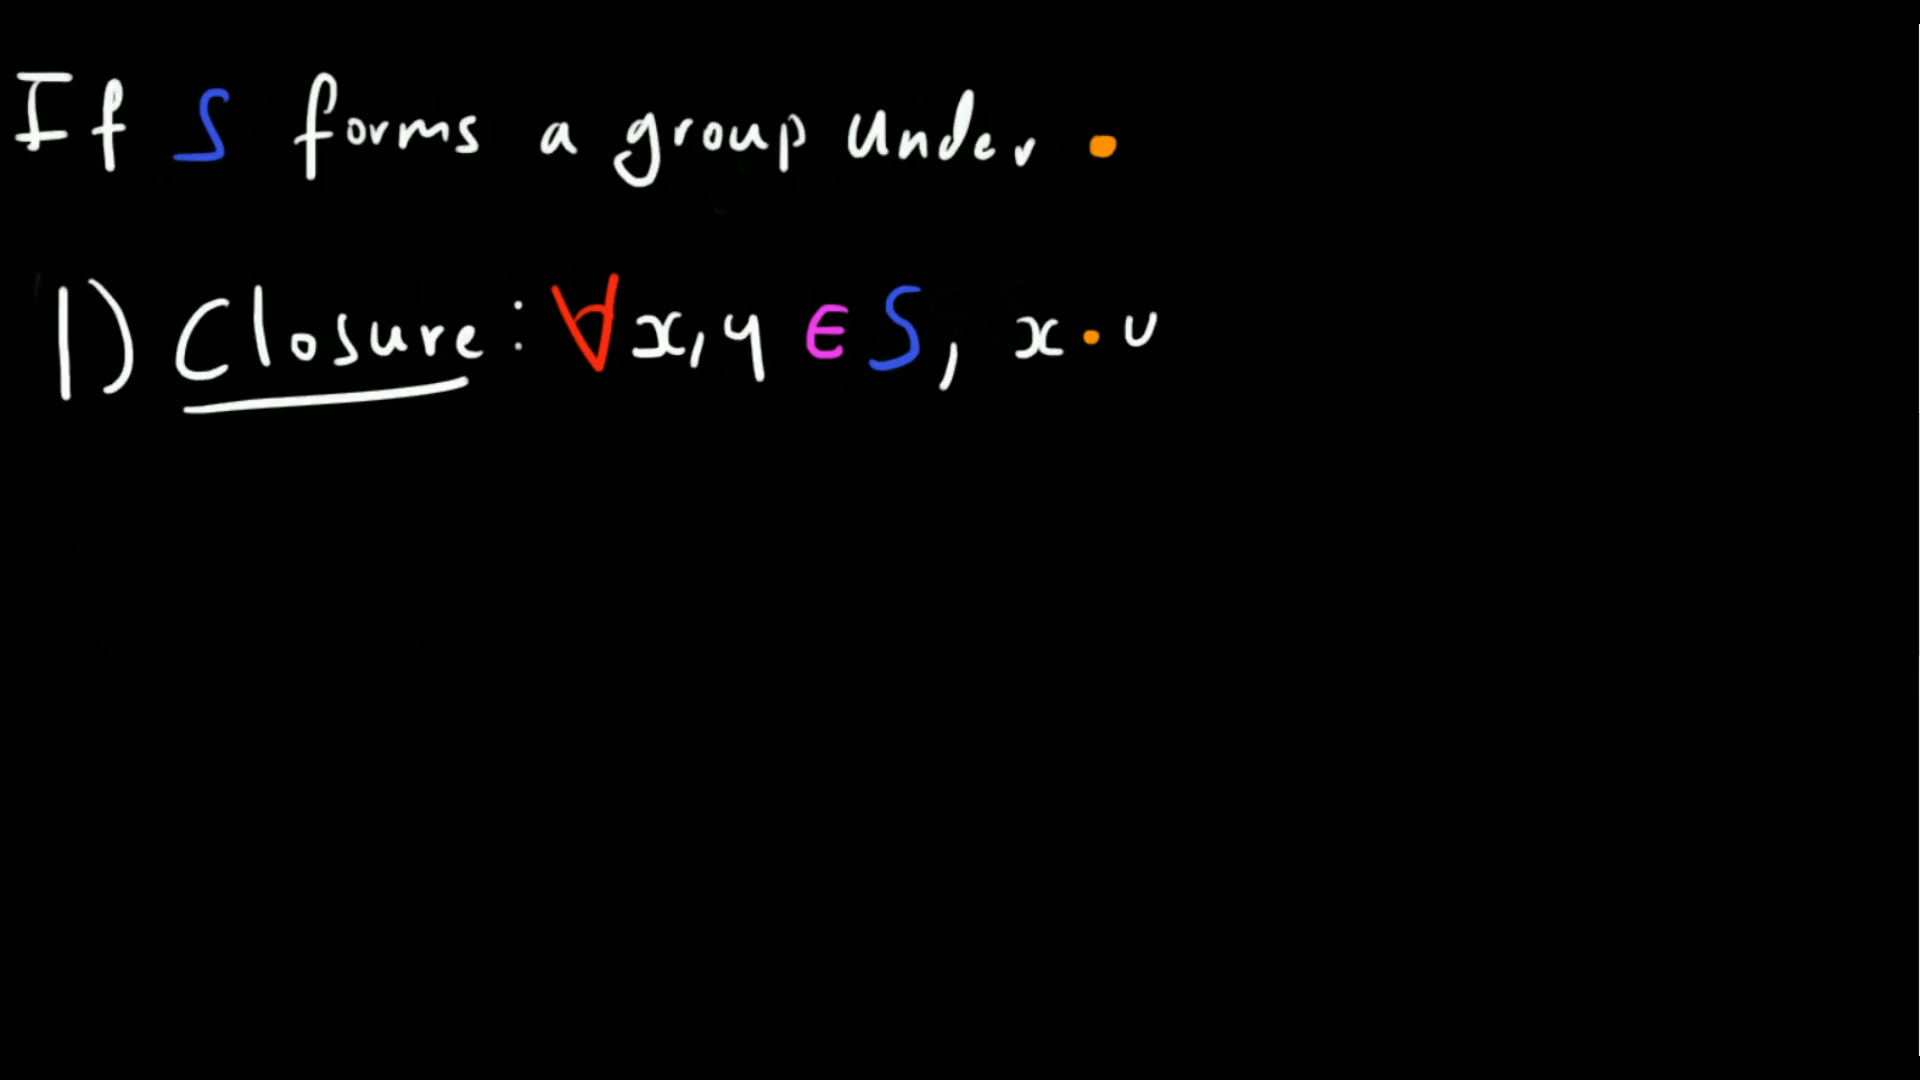 If S forms a group under ·
1) Closure: ∀x,y ∈ S, x · u